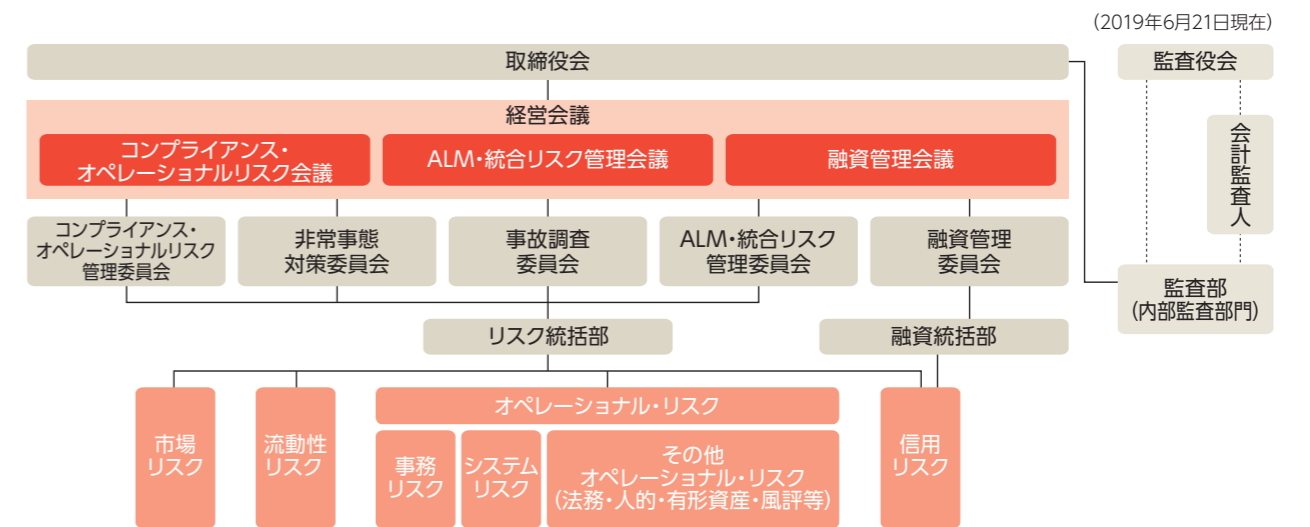 (2019年6月21日現在)
取締役会
監査役会
経営会議
コンプライアンス・
オペレーショナルリスク会議
ALM・統合リスク管理会議
融資管理会議
会計監査人
コンプライアンス・
オペレーショナルリスク
管理委員会
非常事態
対策委員会
事故調査
委員会
ALM・統合リスク
管理委員会
融資管理
委員会
監査部
(内部監査部門)
リスク統括部
融資統括部
市場
リスク
流動性
リスク
オペレーショナル・リスク
事務
リスク
システム
リスク
その他
オペレーショナル・リスク
(法務・人的・有形資産・風評等)
信用
リスク